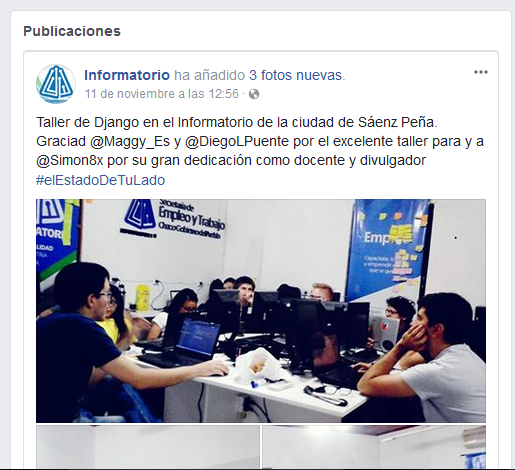 Publicaciones
Informatorio ha añadido 3 fotos nuevas.
11 de noviembre a las 12:56 ·
Taller de Django en el Informatorio de la ciudad de Sáenz Peña.
Graciad @Maggy_Es y @DiegoLPuente por el excelente taller para y a
@Simon8x por su gran dedicación como docente y divulgador
#elEstadoDeTuLado
Secretaría de
Empleo y Trabajo
Chaco Gobierno del Pueblo